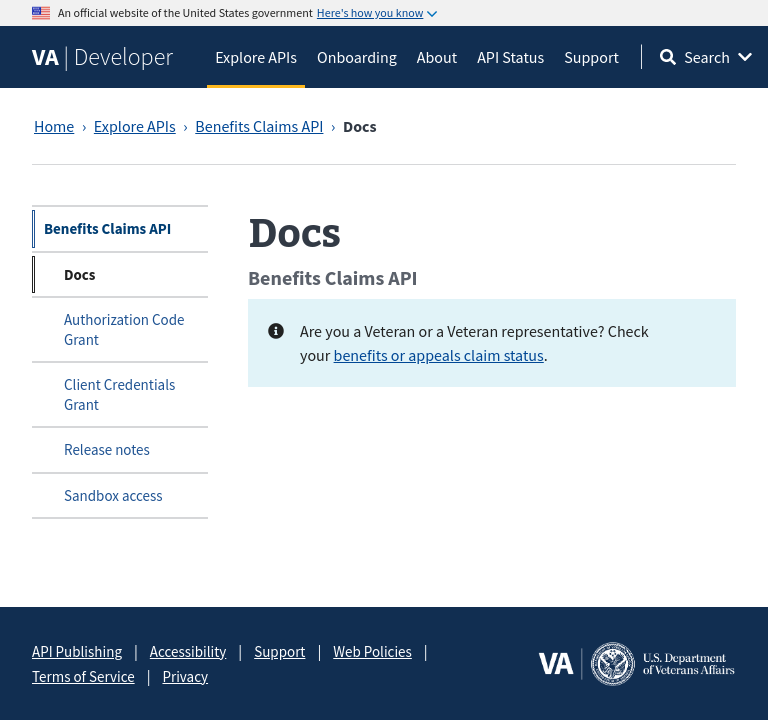 An official website of the United States government Here's how you know
VA | Developer
Explore APIs
Onboarding
About
API Status
Support
Search
Home › Explore APIs › Benefits Claims API › Docs
Benefits Claims API
Docs
Authorization Code
Grant
Client Credentials
Grant
Release notes
Sandbox access
Docs
Benefits Claims API
Are you a Veteran or a Veteran representative? Check
your benefits or appeals claim status.
API Publishing | Accessibility | Support | Web Policies |
Terms of Service | Privacy
VA
U.S. Department
of Veterans Affairs